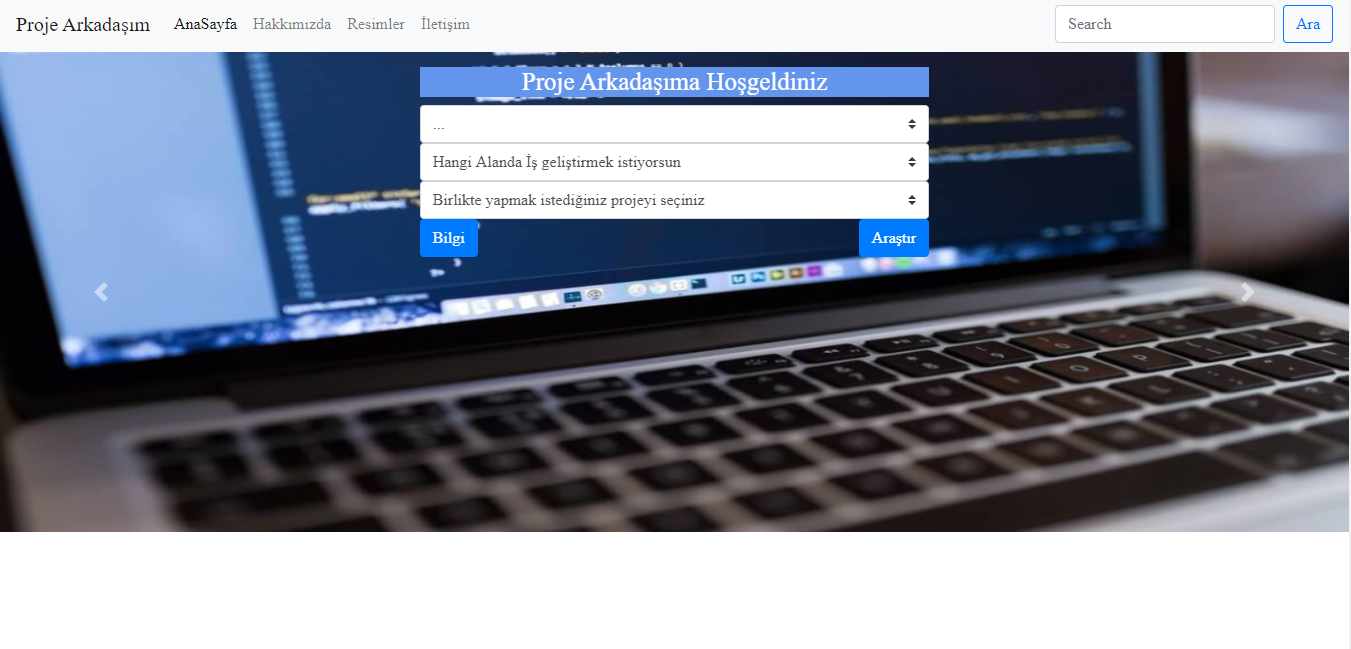 Proje Arkadaşım AnaSayfa Hakkımızda Resimler İletişim Search Ara
Proje Arkadaşıma Hoşgeldiniz
...
Hangi Alanda İş geliştirmek istiyorsun
Birlikte yapmak istediğiniz projeyi seçiniz
Bilgi Araştır